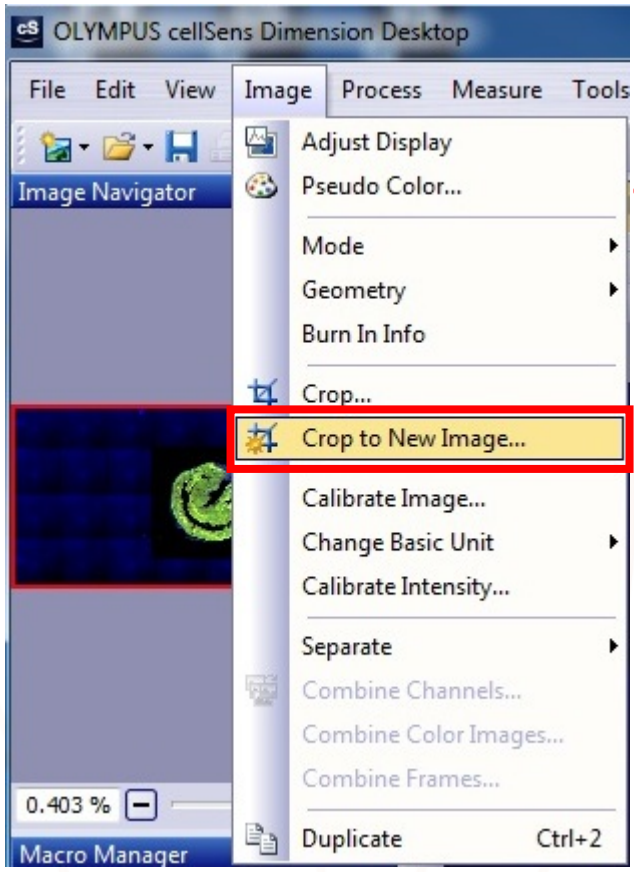 cS OLYMPUS cellSens Dimension Desktop
File Edit View Image Process Measure Tools
Image Navigator
Adjust Display
Pseudo Color...
Mode
Geometry
Burn In Info
Crop...
Crop to New Image...
Calibrate Image...
Change Basic Unit
Calibrate Intensity...
Separate
Combine Channels...
Combine Color Images...
Combine Frames...
0.403 %
Duplicate Ctrl+2
Macro Manager